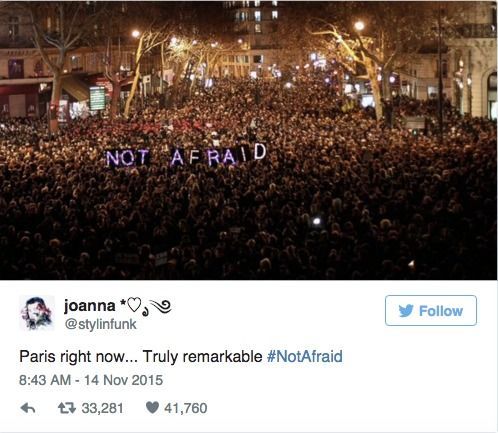 NOT AFRAID
joanna *♡ॢ༄
@stylinfunk
Follow
Paris right now... Truly remarkable #NotAfraid
8:43 AM - 14 Nov 2015
33,281 41,760